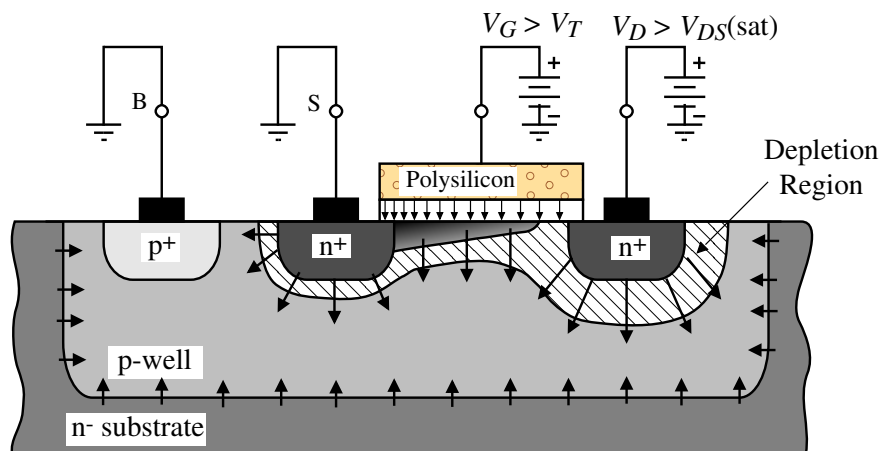 V_G > V_T
V_D > V_DS(sat)
B
S
+
+
-
-
Depletion
Region
Polysilicon
p+
n+
n+
p-well
n- substrate